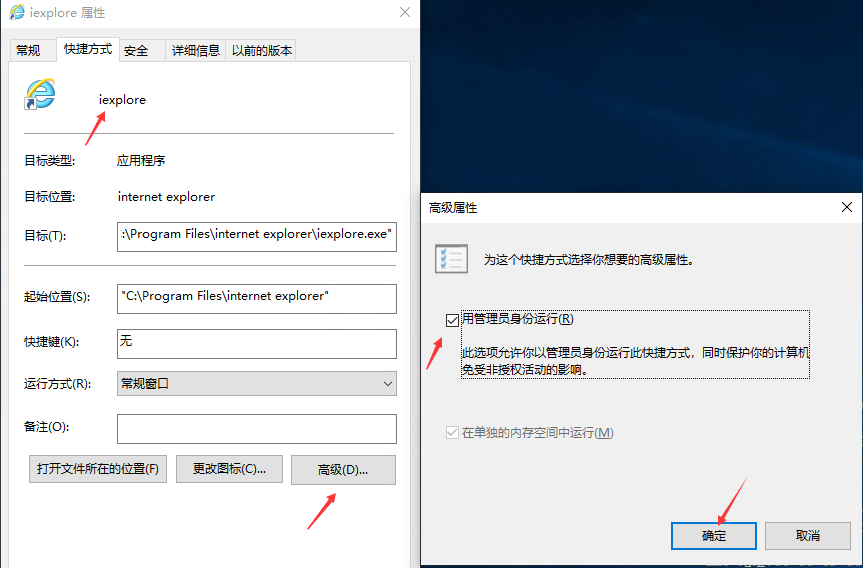 iexplore 属性
常规
快捷方式
安全
详细信息
以前的版本
iexplore
目标类型:
应用程序
目标位置:
internet explorer
目标(T):
:\Program Files\internet explorer\iexplore.exe"
起始位置(S):
"C:\Program Files\internet explorer"
快捷键(K):
无
运行方式(R):
常规窗口
备注(O):
打开文件所在的位置(F)
更改图标(C)...
高级(D)...
高级属性
为这个快捷方式选择你想要的高级属性。
用管理员身份运行(R)
此选项允许你以管理员身份运行此快捷方式，同时保护你的计算机
免受非授权活动的影响。
在单独的内存空间中运行(M)
确定
取消